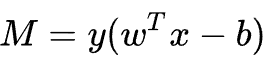 M = y(w^T x − b)